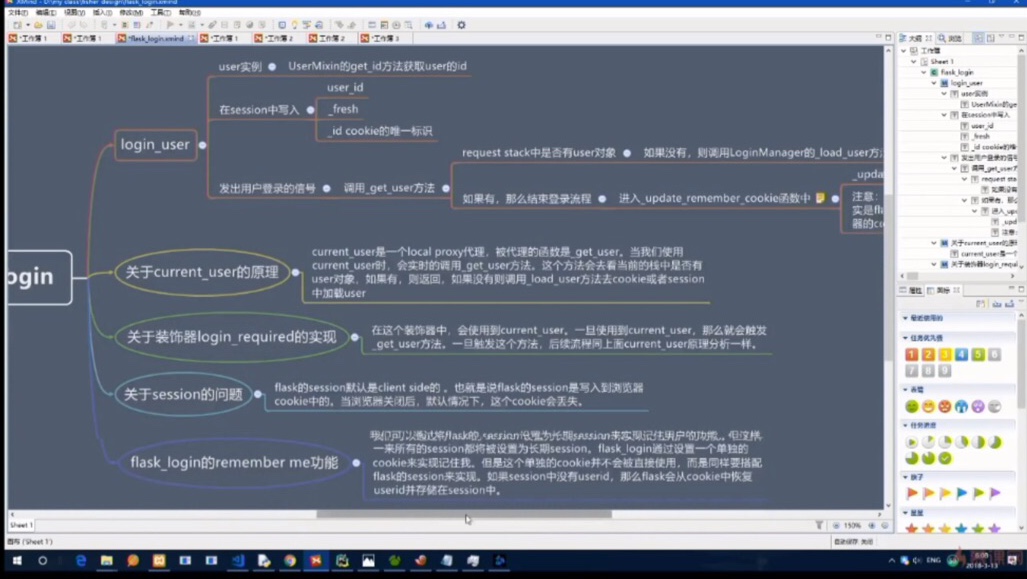 XMind - D:\my class\fisher design\flask_login.xmind
文件(F) 编辑(E) 视图(V) 插入(I) 修改(M) 工具(T) 帮助(H)
*工作簿 1
*工作簿 1
*flask_login.xmind
*工作簿 1
*工作簿 2
工作簿 2
*工作簿 3
user实例
UserMixin的get_id方法获取user的id
user_id
在session中写入
_fresh
_id cookie的唯一标识
login_user
request stack中是否有user对象
如果没有，则调用LoginManager的_load_user方
发出用户登录的信号
调用_get_user方法
_upda
如果有，那么结束登录流程
进入_update_remember_cookie函数中
注意：
实是fl
器的c
ogin
关于current_user的原理
current_user是一个local proxy代理，被代理的函数是_get_user。当我们使用
current_user时，会实时的调用_get_user方法。这个方法会去看当前的栈中是否有
user对象，如果有，则返回，如果没有则调用_load_user方法去cookie或者session
中加载user
关于装饰器login_required的实现
在这个装饰器中，会使用到current_user。一旦使用到current_user，那么就会触发
_get_user方法。一旦触发这个方法，后续流程同上面current_user原理分析一样。
关于session的问题
flask的session默认是client side的 。也就是说flask的session是写入到浏览器
cookie中的。当浏览器关闭后，默认情况下，这个cookie会丢失。
flask_login的remember me功能
我们可以通过将flask的session设置为长期session来实现记住用户的功能。但这样
一来所有的session都将被设置为长期session。flask_login通过设置一个单独的
cookie来实现记住我。但是这个单独的cookie并不会被直接使用，而是同样要搭配
flask的session来实现。如果session中没有userid，那么flask会从cookie中恢复
userid并存储在session中。
大纲
浏览
工作簿
Sheet 1
flask_login
login_user
user实例
UserMixin的ge
在session中写入
user_id
_fresh
_id cookie的唯
发出用户登录的信号
调用_get_user
request sta
如果没
如果有，那么
进入_up
_upd
注意：
关于current_user的原
current_user是一个
关于装饰器login_requ
属性
图标
最近使用的
任务优先级
1 2 3 4 5 6
7 8 9
表情
任务进度
旗子
星星
Sheet 1
150%
画布 ('Sheet 1')
自动保存: 关闭
ENG
0:00
2018-3-13